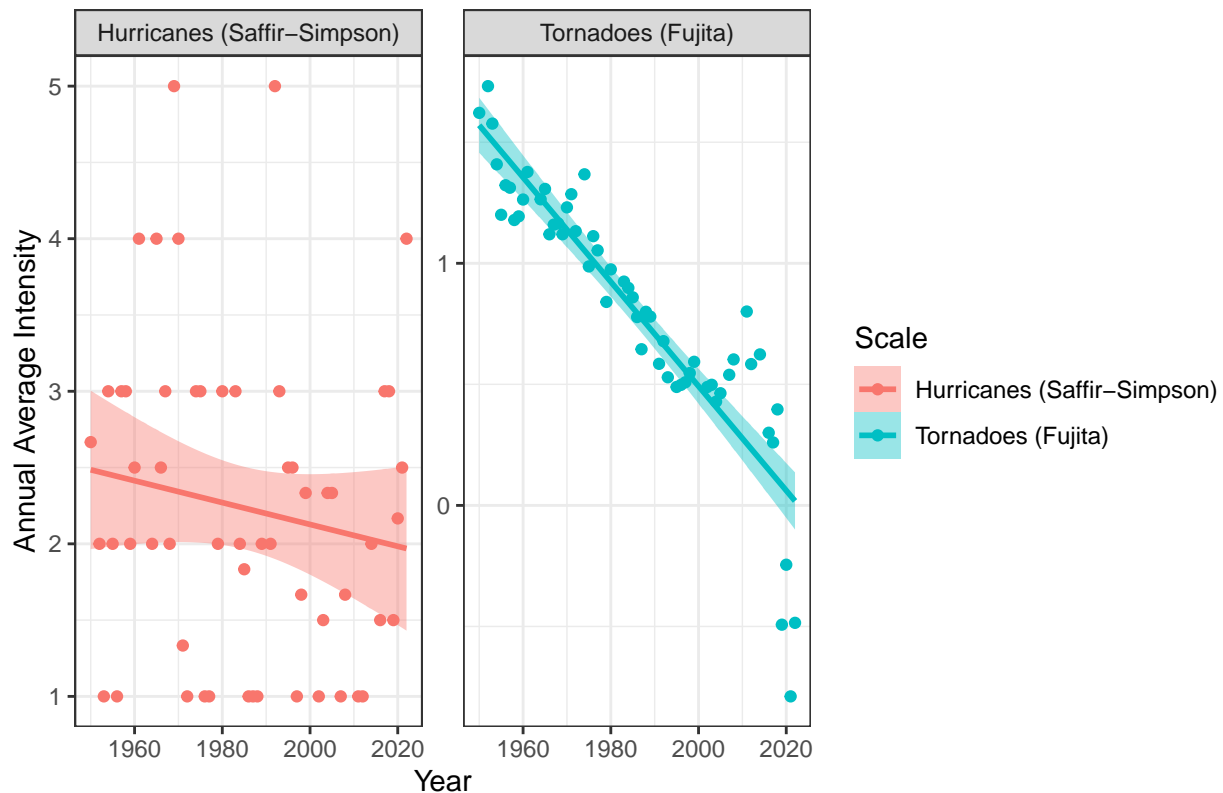 Hurricanes (Saffir−Simpson)
Tornadoes (Fujita)
Annual Average Intensity
5
4
3
2
1
1
0
1960
1980
2000
2020
1960
1980
2000
2020
Year
Scale
Hurricanes (Saffir−Simpson)
Tornadoes (Fujita)